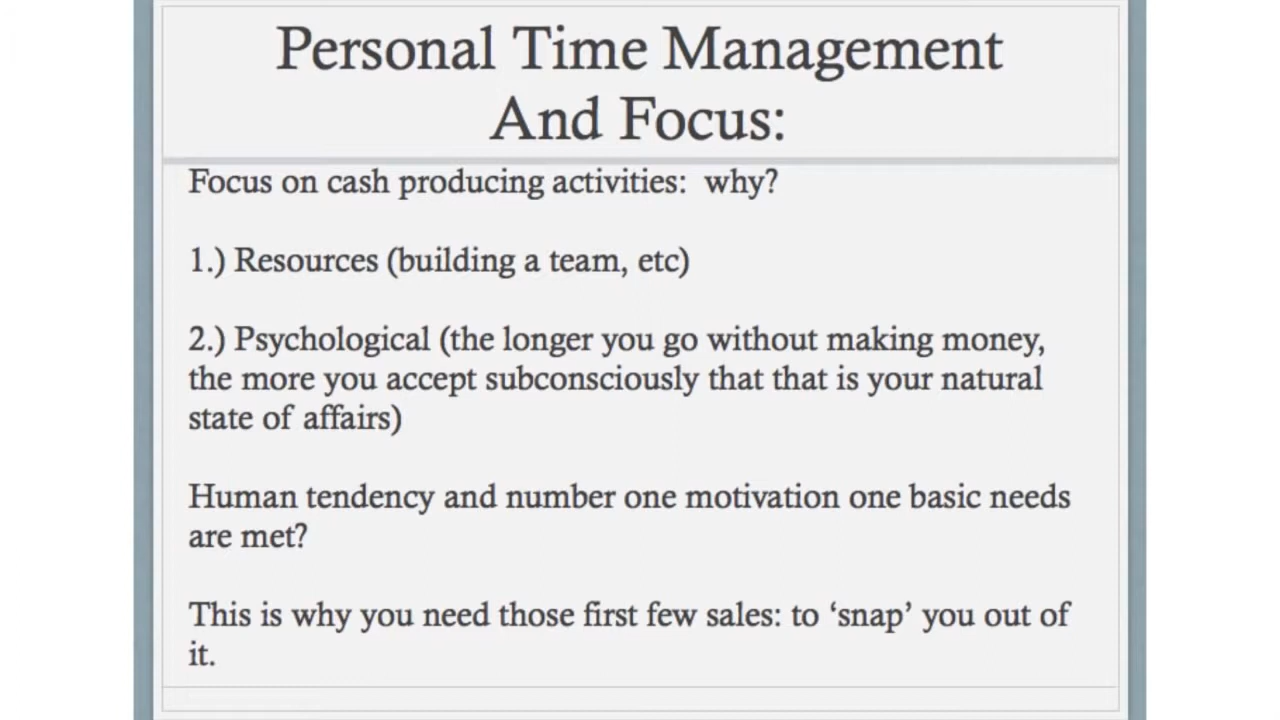 Personal Time Management
And Focus:
Focus on cash producing activities:  why?
1.) Resources (building a team, etc)
2.) Psychological (the longer you go without making money,
the more you accept subconsciously that that is your natural
state of affairs)
Human tendency and number one motivation one basic needs
are met?
This is why you need those first few sales: to ‘snap’ you out of
it.